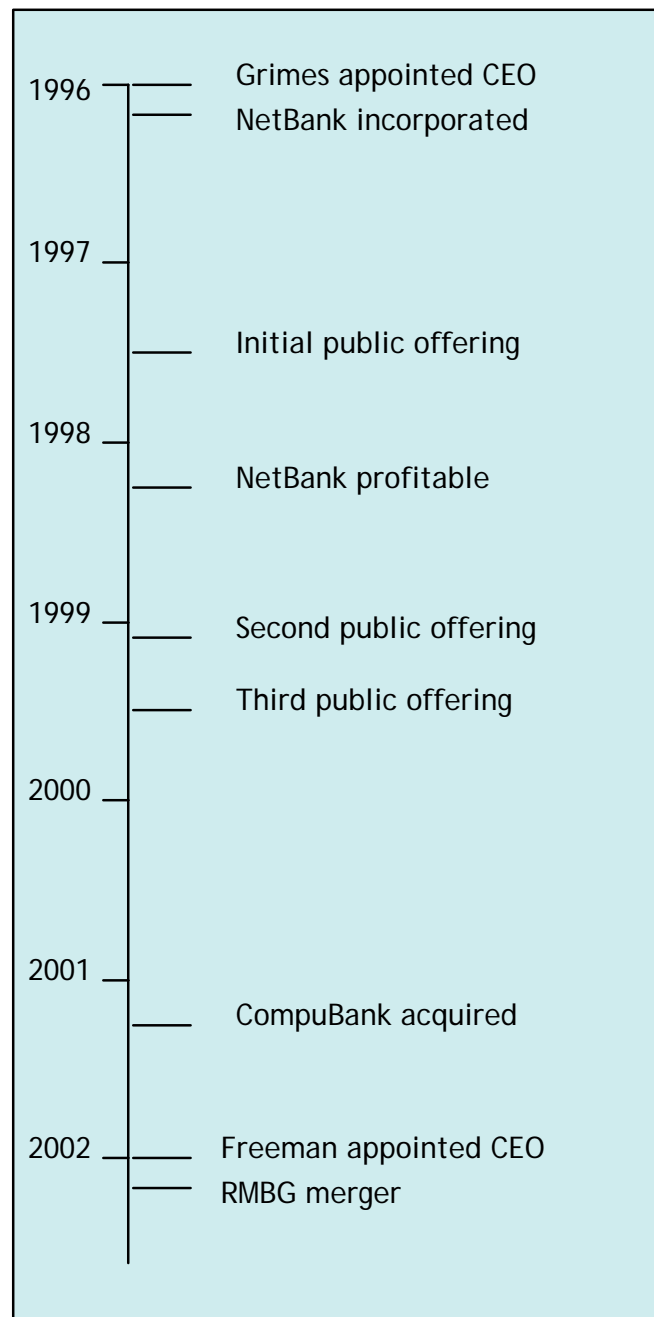 Grimes appointed CEO
1996
NetBank incorporated
1997
Initial public offering
1998
NetBank profitable
1999
Second public offering
Third public offering
2000
2001
CompuBank acquired
2002
Freeman appointed CEO
RMBG merger